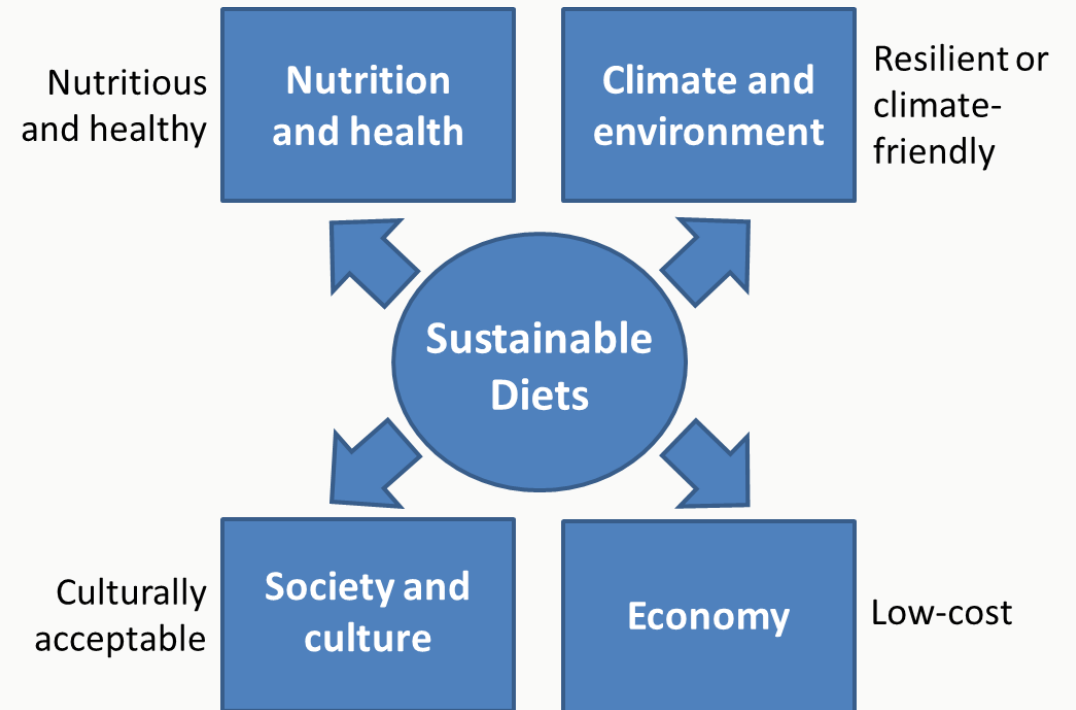 Nutritious
and healthy
Nutrition
and health
Climate and
environment
Resilient or
climate-
friendly
Sustainable
Diets
Culturally
acceptable
Society and
culture
Economy
Low-cost